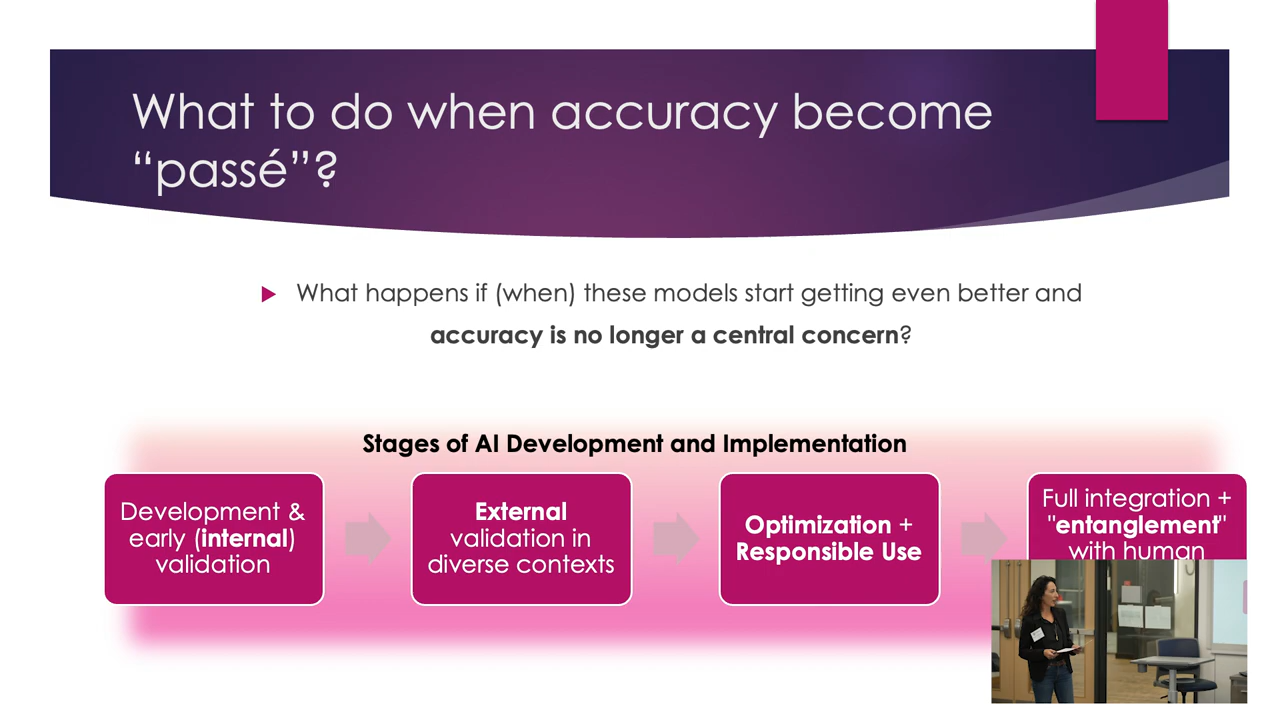 What to do when accuracy become
“passé”?
What happens if (when) these models start getting even better and
accuracy is no longer a central concern?
Stages of AI Development and Implementation
Development &
early (internal)
validation
External
validation in
diverse contexts
Optimization +
Responsible Use
Full integration +
"entanglement"
with human